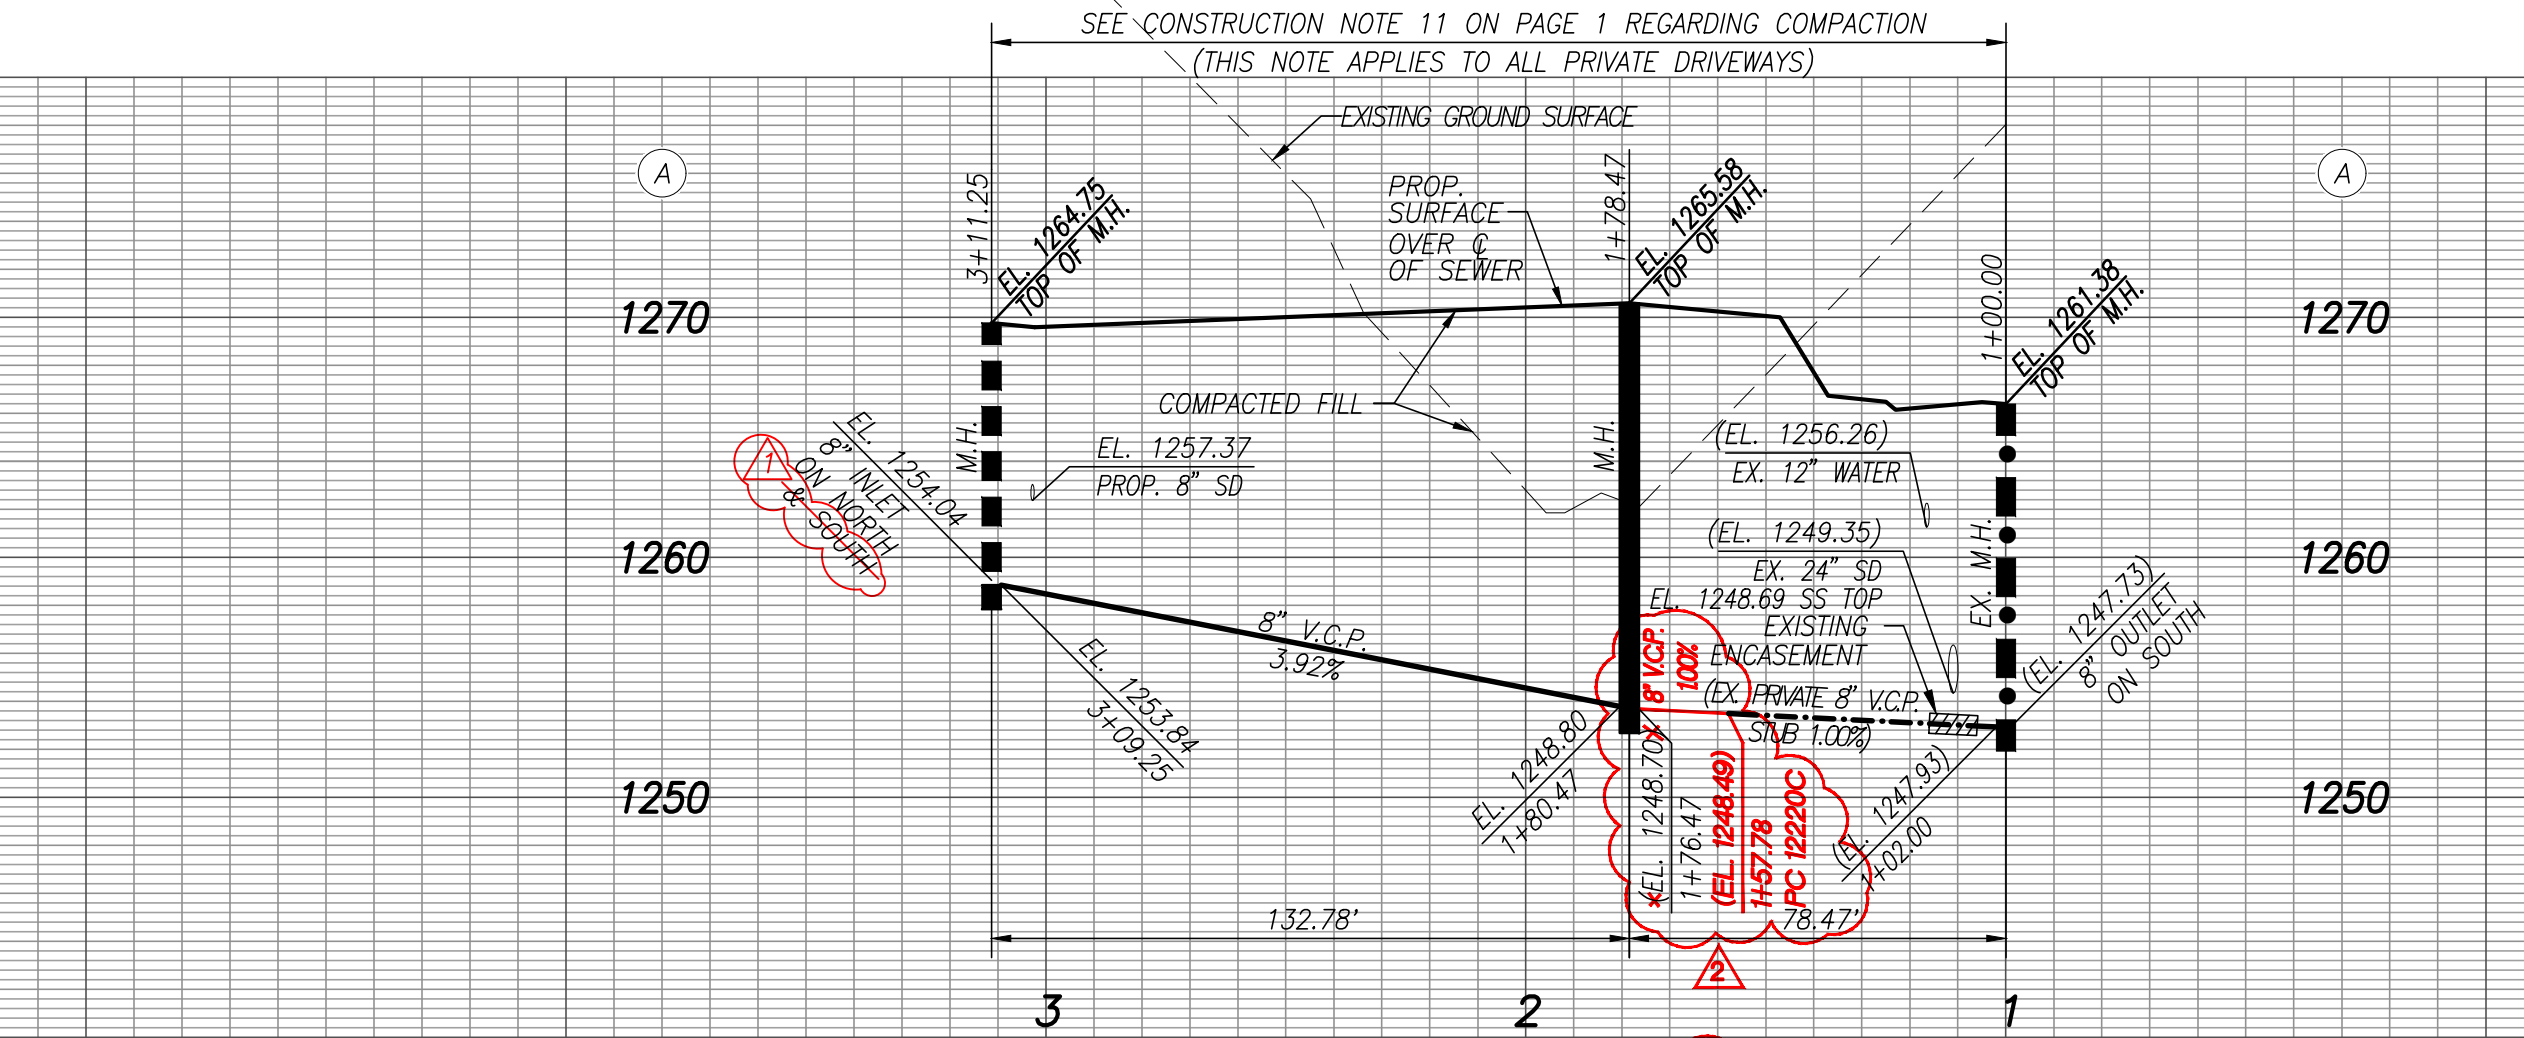 SEE CONSTRUCTION NOTE 11 ON PAGE 1 REGARDING COMPACTION
(THIS NOTE APPLIES TO ALL PRIVATE DRIVEWAYS)
EXISTING GROUND SURFACE
A
A
3+11.25
EL. 1264.75
TOP OF M.H.
PROP.
SURFACE
OVER ℄
OF SEWER
1+78.47
EL. 1265.58
TOP OF M.H.
1+00.00
EL. 1261.38
TOP OF M.H.
1270
1270
COMPACTED FILL
M.H.
M.H.
EX. M.H.
EL. 1257.37
PROP. 8" SD
(EL. 1256.26)
EX. 12" WATER
1
EL. 1254.04
8" INLET
ON NORTH
& SOUTH
(EL. 1249.35)
EX. 24" SD
EL. 1248.69 SS TOP
EXISTING
ENCASEMENT
1260
1260
(EL. 1247.73)
8" OUTLET
ON SOUTH
8" V.C.P.
3.92%
8" V.C.P.
1.00%
(EX. PRIVATE 8" V.C.P.
STUB 1.00%)
EL. 1253.84
3+09.25
EL. 1248.80
1+80.47
(EL. 1248.70)
1+76.47
(EL. 1248.49)
1+57.78
PC 12220C
(EL. 1247.93)
1+02.00
1250
1250
132.78'
78.47'
2
3
2
1